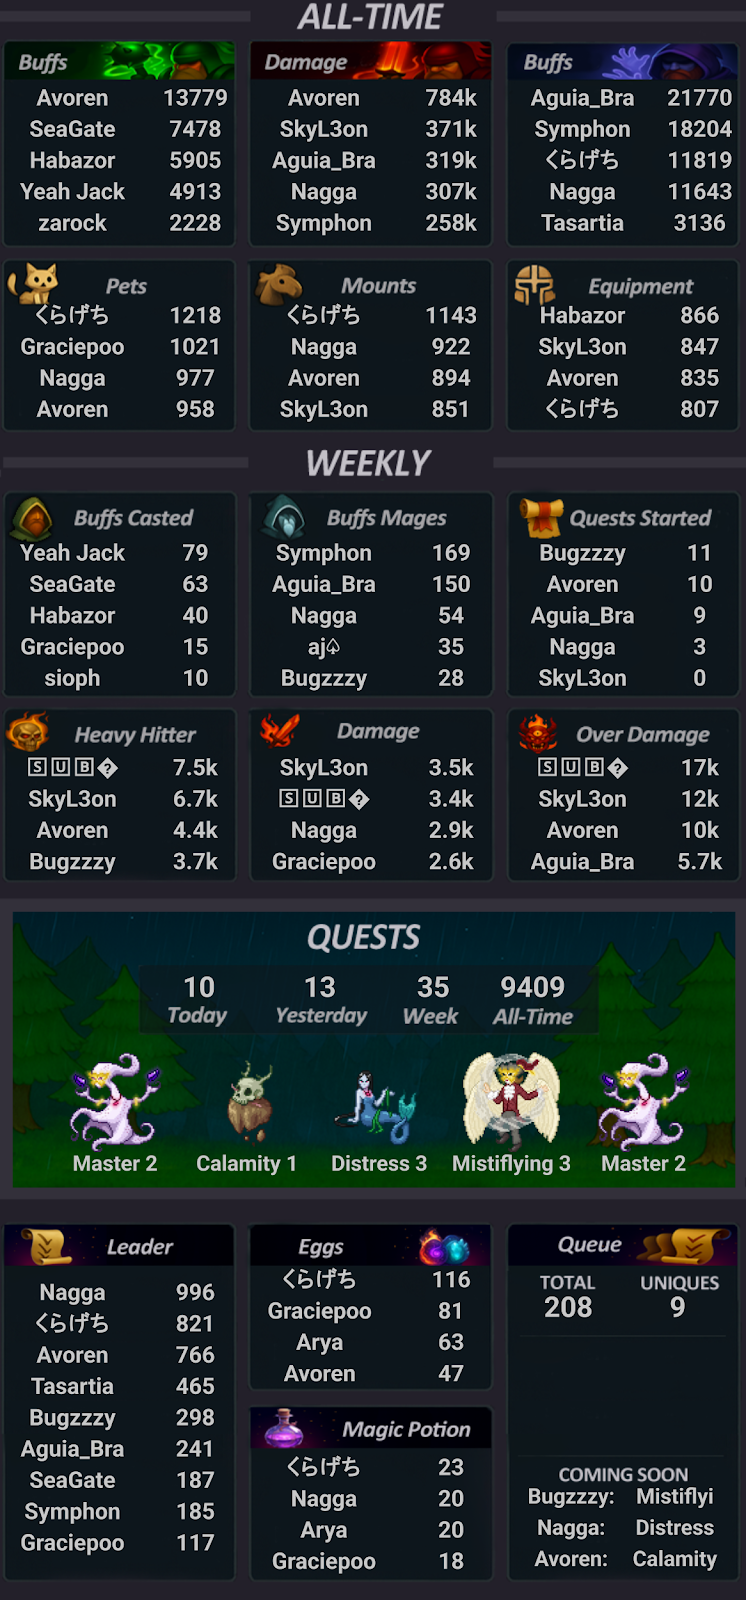 ALL-TIME
Buffs
Avoren 13779
SeaGate 7478
Habazor 5905
Yeah Jack 4913
zarock 2228
Damage
Avoren 784k
SkyL3on 371k
Aguia_Bra 319k
Nagga 307k
Symphon 258k
Buffs
Aguia_Bra 21770
Symphon 18204
くらげち 11819
Nagga 11643
Tasartia 3136
Pets
くらげち 1218
Graciepoo 1021
Nagga 977
Avoren 958
Mounts
くらげち 1143
Nagga 922
Avoren 894
SkyL3on 851
Equipment
Habazor 866
SkyL3on 847
Avoren 835
くらげち 807
WEEKLY
Buffs Casted
Yeah Jack 79
SeaGate 63
Habazor 40
Graciepoo 15
sioph 10
Buffs Mages
Symphon 169
Aguia_Bra 150
Nagga 54
aj♤ 35
Bugzzzy 28
Quests Started
Bugzzzy 11
Avoren 10
Aguia_Bra 9
Nagga 3
SkyL3on 0
Heavy Hitter
🅂🅄🄱� 7.5k
SkyL3on 6.7k
Avoren 4.4k
Bugzzzy 3.7k
Damage
SkyL3on 3.5k
🅂🅄🄱� 3.4k
Nagga 2.9k
Graciepoo 2.6k
Over Damage
🅂🅄🄱� 17k
SkyL3on 12k
Avoren 10k
Aguia_Bra 5.7k
QUESTS
10 13 35 9409
Today Yesterday Week All-Time
Master 2 Calamity 1 Distress 3 Mistiflying 3 Master 2
Leader
Nagga 996
くらげち 821
Avoren 766
Tasartia 465
Bugzzzy 298
Aguia_Bra 241
SeaGate 187
Symphon 185
Graciepoo 117
Eggs
くらげち 116
Graciepoo 81
Arya 63
Avoren 47
Magic Potion
くらげち 23
Nagga 20
Arya 20
Graciepoo 18
Queue
TOTAL UNIQUES
208 9
COMING SOON
Bugzzzy: Mistiflyi
Nagga: Distress
Avoren: Calamity